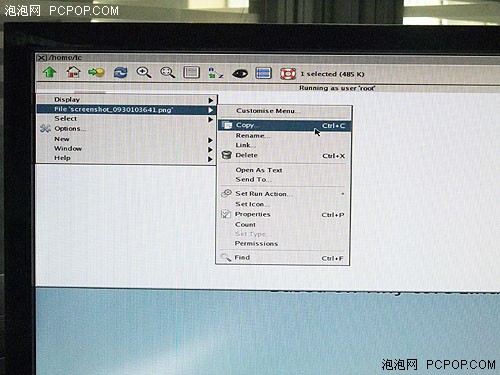 泡泡网 PCPOP.COM
/home/tc
1 selected (485 K)
Running as user 'root'
Display
File 'screenshot_0930103641.png'
Select
Options...
New
Window
Help
Customise Menu...
Copy... Ctrl+C
Rename...
Link...
Delete Ctrl+X
Open As Text
Send To...
Set Run Action... *
Set Icon...
Properties Ctrl+P
Count
Set Type...
Permissions
Find Ctrl+F
泡泡网 PCPOP.COM